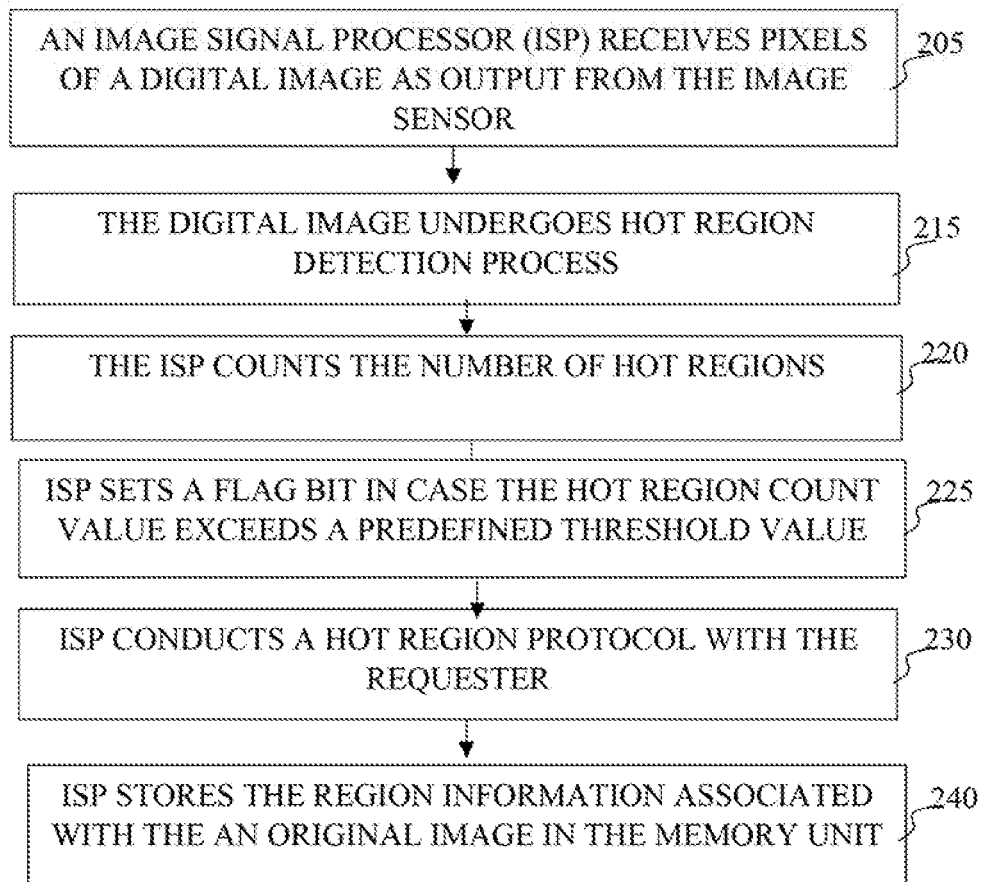 AN IMAGE SIGNAL PROCESSOR (ISP) RECEIVES PIXELS
OF A DIGITAL IMAGE AS OUTPUT FROM THE IMAGE
SENSOR
205
THE DIGITAL IMAGE UNDERGOES HOT REGION
DETECTION PROCESS
215
THE ISP COUNTS THE NUMBER OF HOT REGIONS
220
ISP SETS A FLAG BIT IN CASE THE HOT REGION COUNT
VALUE EXCEEDS A PREDEFINED THRESHOLD VALUE
225
ISP CONDUCTS A HOT REGION PROTOCOL WITH THE
REQUESTER
230
ISP STORES THE REGION INFORMATION ASSOCIATED
WITH THE AN ORIGINAL IMAGE IN THE MEMORY UNIT
240